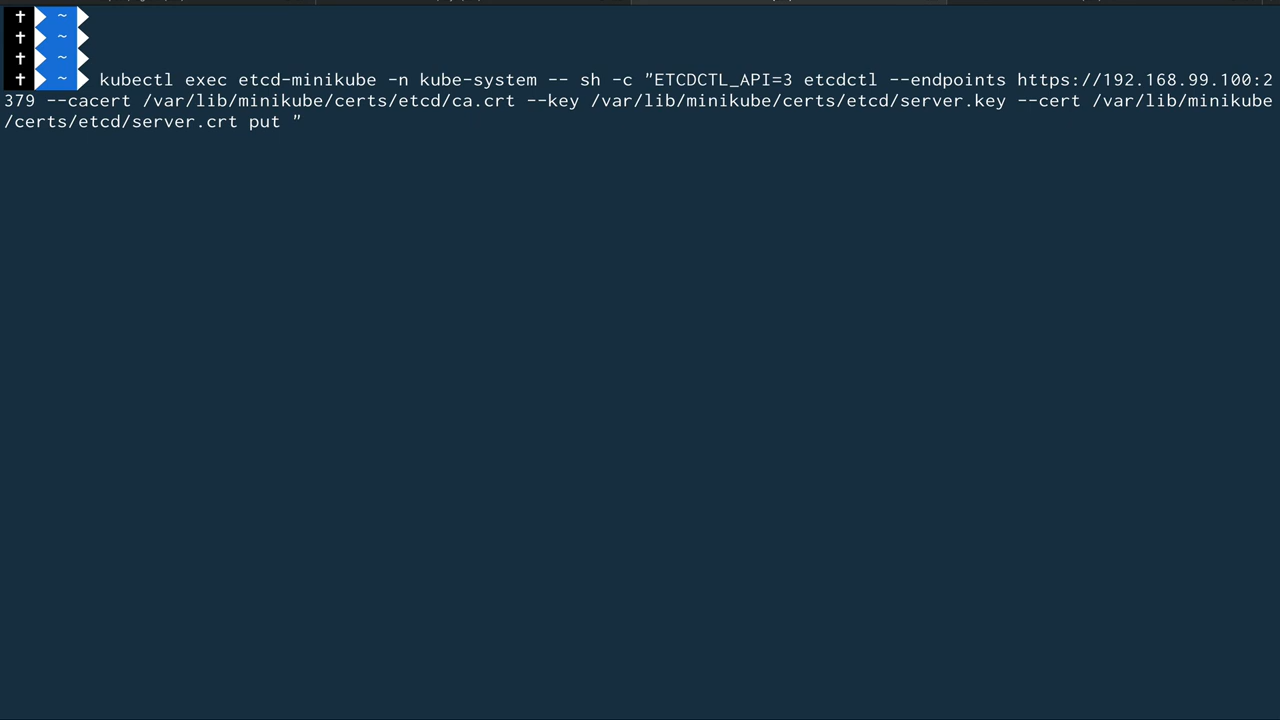 ✝ ~
✝ ~
✝ ~
✝ ~ kubectl exec etcd-minikube -n kube-system -- sh -c "ETCDCTL_API=3 etcdctl --endpoints https://192.168.99.100:2
379 --cacert /var/lib/minikube/certs/etcd/ca.crt --key /var/lib/minikube/certs/etcd/server.key --cert /var/lib/minikube
/certs/etcd/server.crt put "